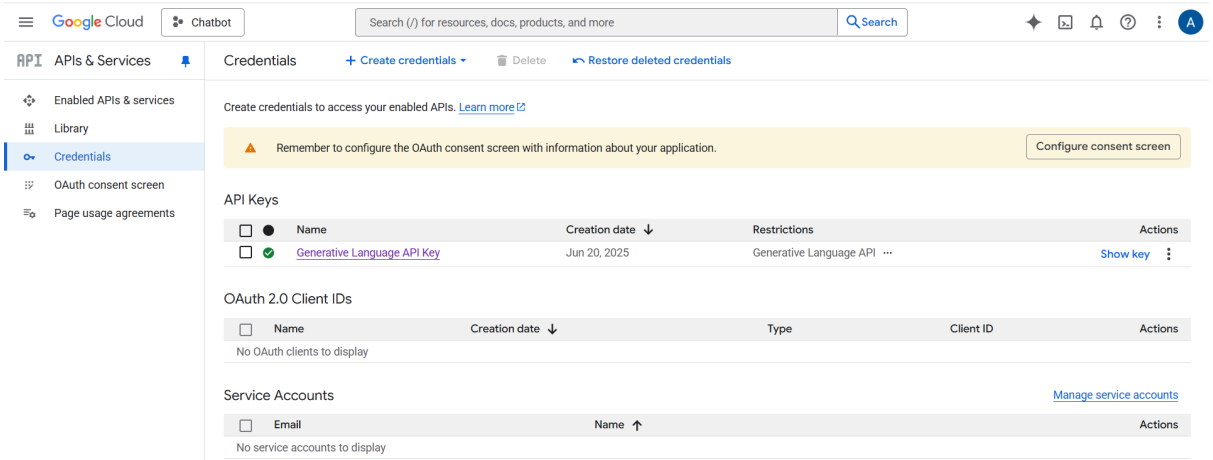 Google Cloud
Chatbot
Search (/) for resources, docs, products, and more
Search
A
API APIs & Services
Credentials
+ Create credentials
Delete
Restore deleted credentials
Enabled APIs & services
Library
Credentials
OAuth consent screen
Page usage agreements
Create credentials to access your enabled APIs. Learn more
Remember to configure the OAuth consent screen with information about your application.
Configure consent screen
API Keys
Name Creation date Restrictions Actions
Generative Language API Key Jun 20, 2025 Generative Language API ··· Show key
OAuth 2.0 Client IDs
Name Creation date Type Client ID Actions
No OAuth clients to display
Service Accounts
Manage service accounts
Email Name Actions
No service accounts to display